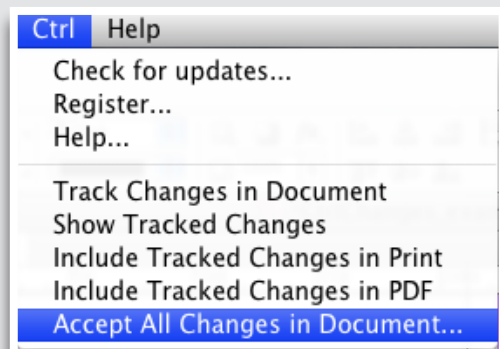 Ctrl Help
Check for updates...
Register...
Help...
Track Changes in Document
Show Tracked Changes
Include Tracked Changes in Print
Include Tracked Changes in PDF
Accept All Changes in Document...